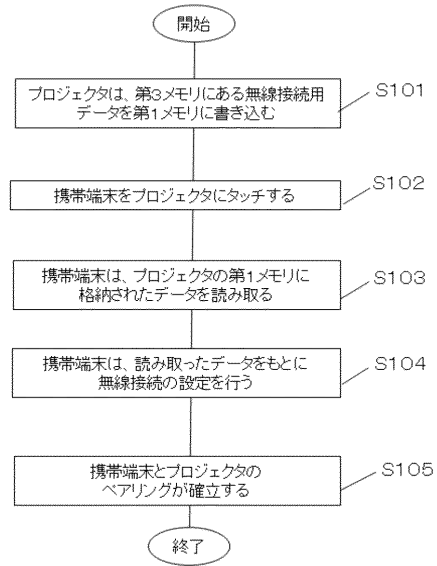 開始
プロジェクタは、第3メモリにある無線接続用
データを第1メモリに書き込む
S101
携帯端末をプロジェクタにタッチする
S102
携帯端末は、プロジェクタの第1メモリに
格納されたデータを読み取る
S103
携帯端末は、読み取ったデータをもとに
無線接続の設定を行う
S104
携帯端末とプロジェクタの
ペアリングが確立する
S105
終了